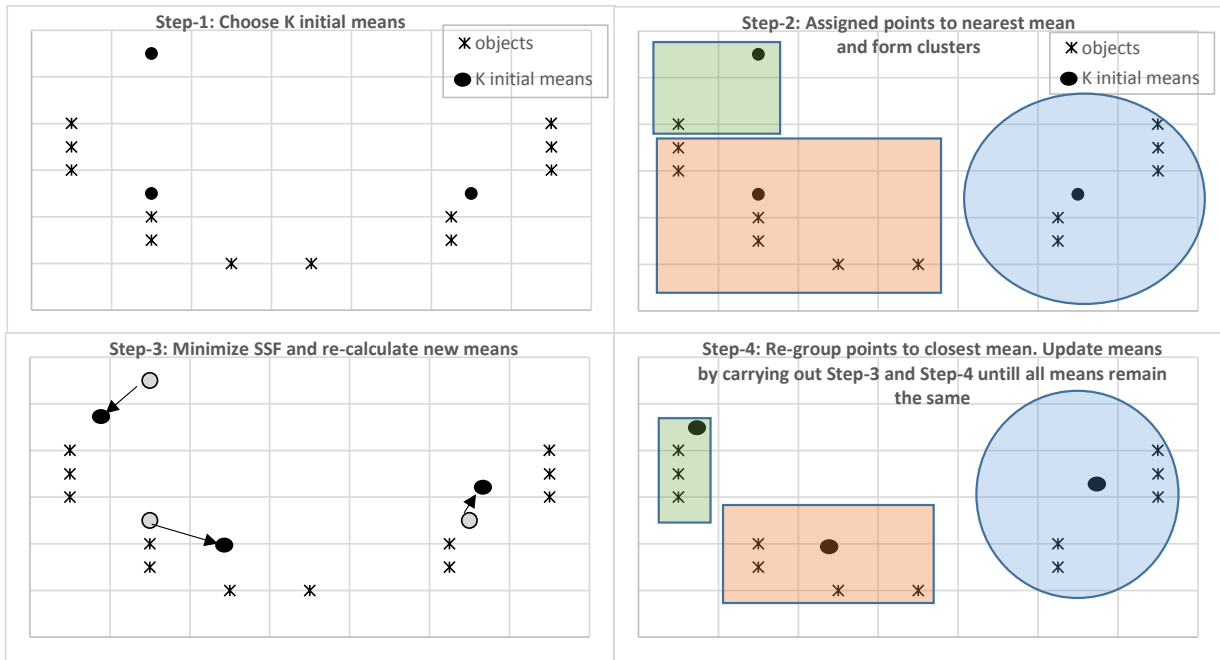 Step-1: Choose K initial means
objects
K initial means
Step-2: Assigned points to nearest mean
and form clusters
objects
K initial means
Step-3: Minimize SSF and re-calculate new means
Step-4: Re-group points to closest mean. Update means
by carrying out Step-3 and Step-4 untill all means remain
the same